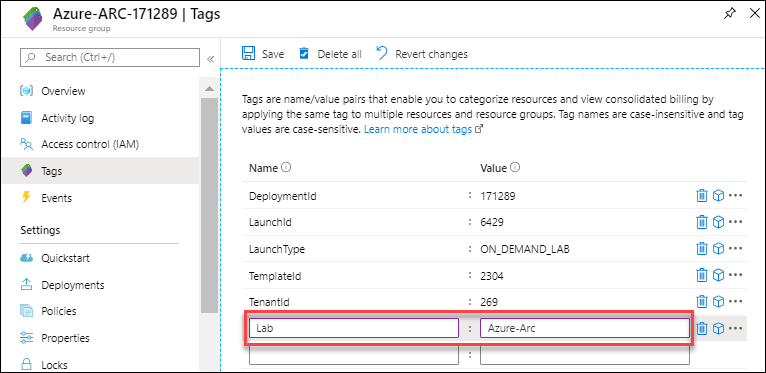 Azure-ARC-171289 | Tags
Resource group
Search (Ctrl+/)
«
Overview
Activity log
Access control (IAM)
Tags
Events
Settings
Quickstart
Deployments
Policies
Properties
Locks
Save
Delete all
Revert changes
Tags are name/value pairs that enable you to categorize resources and view consolidated billing by
applying the same tag to multiple resources and resource groups. Tag names are case-insensitive and tag
values are case-sensitive. Learn more about tags
Name Value
DeploymentId : 171289
LaunchId : 6429
LaunchType : ON_DEMAND_LAB
TemplateId : 2304
TenantId : 269
Lab : Azure-Arc
: